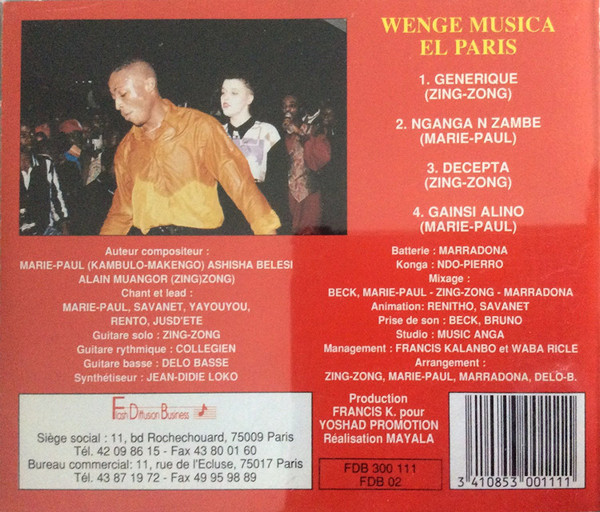 WENGE MUSICA
EL PARIS
1. GENERIQUE
(ZING-ZONG)
2. NGANGA N ZAMBE
(MARIE-PAUL)
3. DECEPTA
(ZING-ZONG)
4. GAINSI ALINO
(MARIE-PAUL)
Auteur compositeur :
MARIE-PAUL (KAMBULO-MAKENGO) ASHISHA BELESI
ALAIN MUANGOR (ZING)ZONG)
Chant et lead :
MARIE-PAUL, SAVANET, YAYOUYOU,
RENTO, JUSD'ETE
Guitare solo : ZING-ZONG
Guitare rythmique : COLLEGIEN
Guitare basse : DELO BASSE
Synthétiseur : JEAN-DIDIE LOKO
Batterie : MARRADONA
Konga : NDO-PIERRO
Mixage :
BECK, MARIE-PAUL - ZING-ZONG - MARRADONA
Animation: RENITHO, SAVANET
Prise de son : BECK, BRUNO
Studio : MUSIC ANGA
Management : FRANCIS KALANBO et WABA RICLE
Arrangement :
ZING-ZONG, MARIE-PAUL, MARRADONA, DELO-B.
Flash Diffusion Business
Siège social : 11, bd Rochechouard, 75009 Paris
Tél. 42 09 86 15 - Fax 43 80 01 60
Bureau commercial: 11, rue de l'Ecluse, 75017 Paris
Tél. 43 87 19 72 - Fax 49 95 98 89
Production
FRANCIS K. pour
YOSHAD PROMOTION
Réalisation MAYALA
FDB 300 111
FDB 02
3 410853 001111